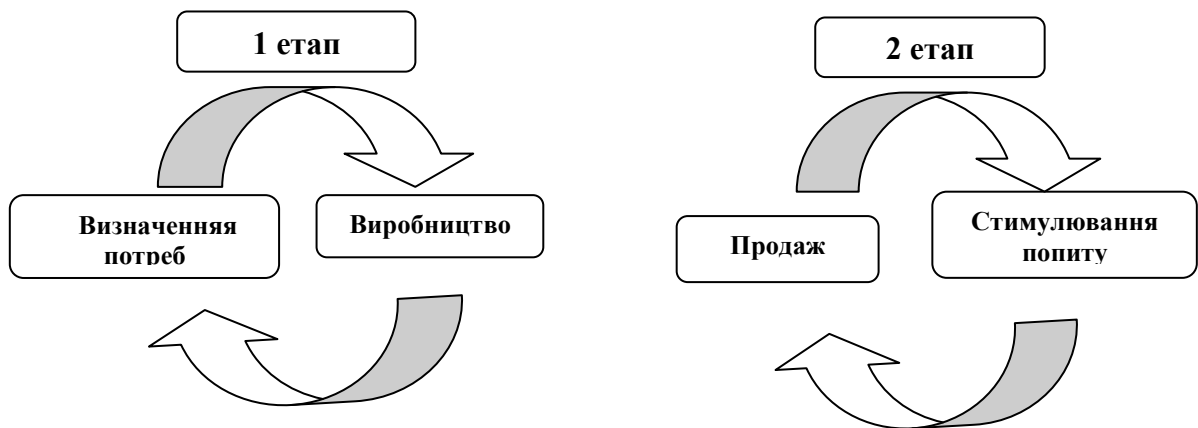 1 етап
2 етап
Визначенняя
потреб
Виробництво
Продаж
Стимулювання
попиту